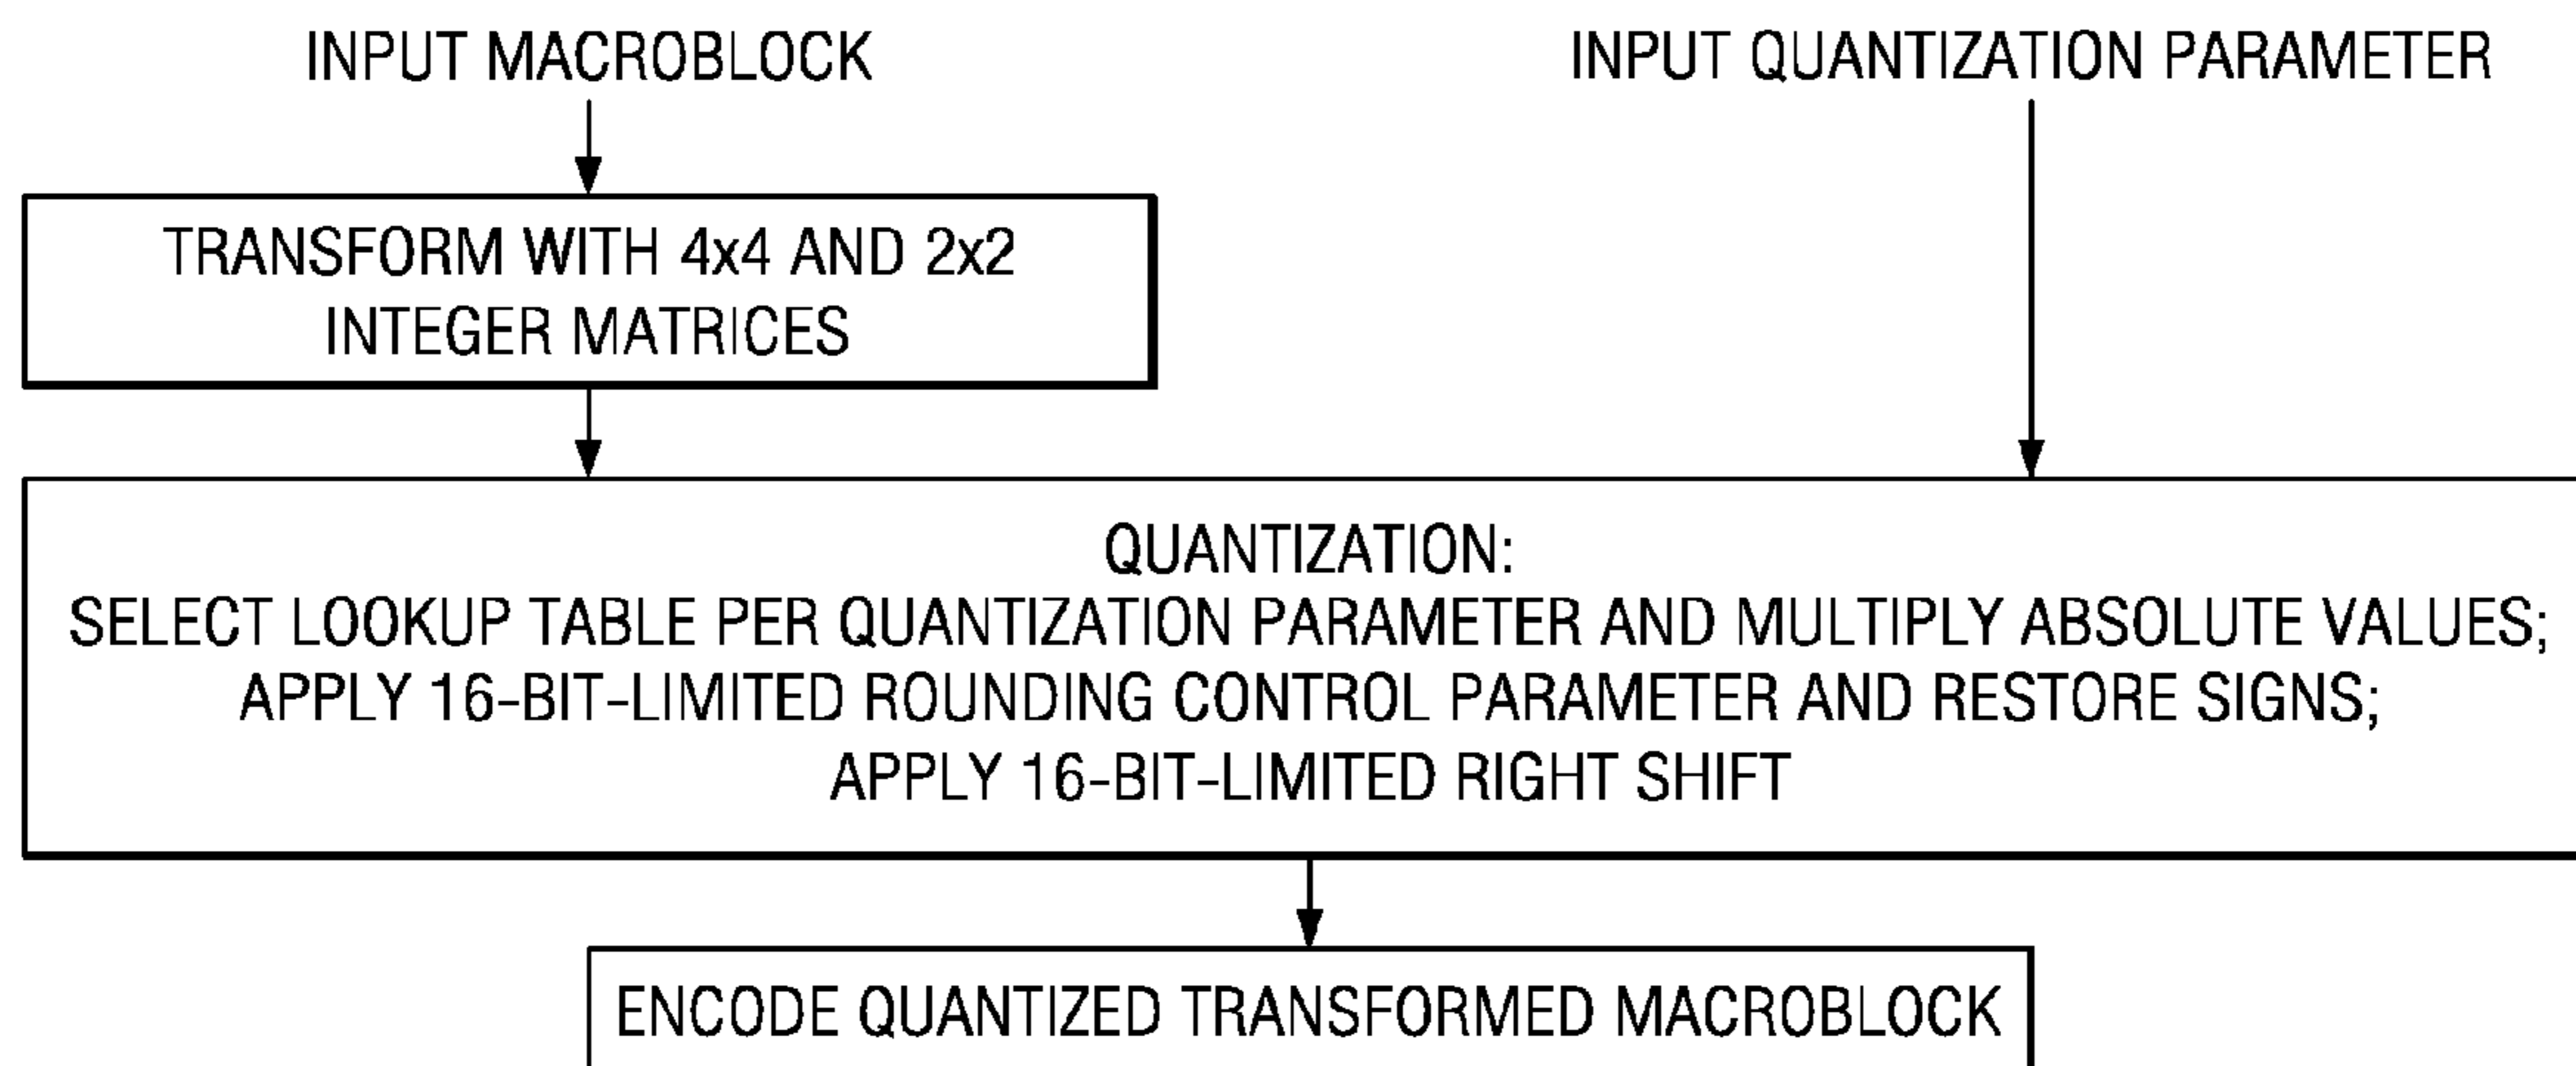 INPUT MACROBLOCK
INPUT QUANTIZATION PARAMETER
TRANSFORM WITH 4x4 AND 2x2
INTEGER MATRICES
QUANTIZATION:
SELECT LOOKUP TABLE PER QUANTIZATION PARAMETER AND MULTIPLY ABSOLUTE VALUES;
APPLY 16-BIT-LIMITED ROUNDING CONTROL PARAMETER AND RESTORE SIGNS;
APPLY 16-BIT-LIMITED RIGHT SHIFT
ENCODE QUANTIZED TRANSFORMED MACROBLOCK